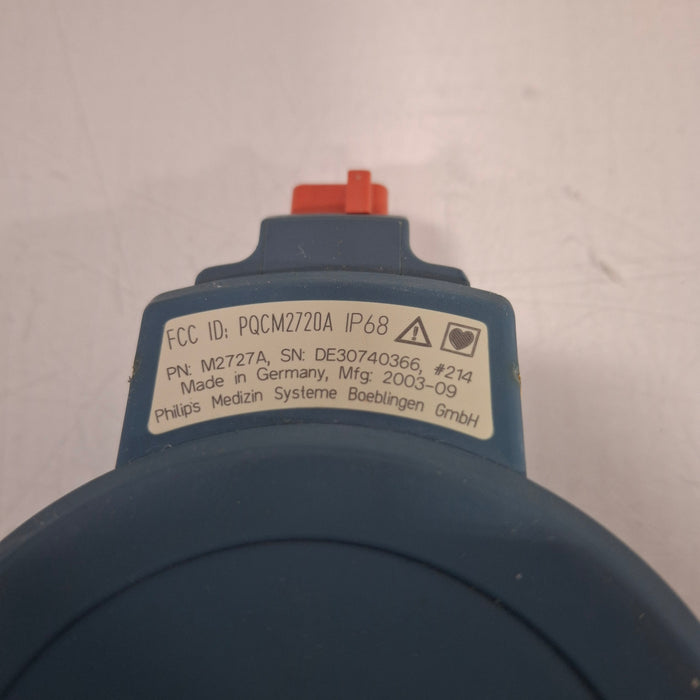 FCC ID: PQCM2720A IP68
PN: M2727A, SN: DE30740366, #214
Made in Germany, Mfg: 2003-09
Philips Medizin Systeme Boeblingen GmbH